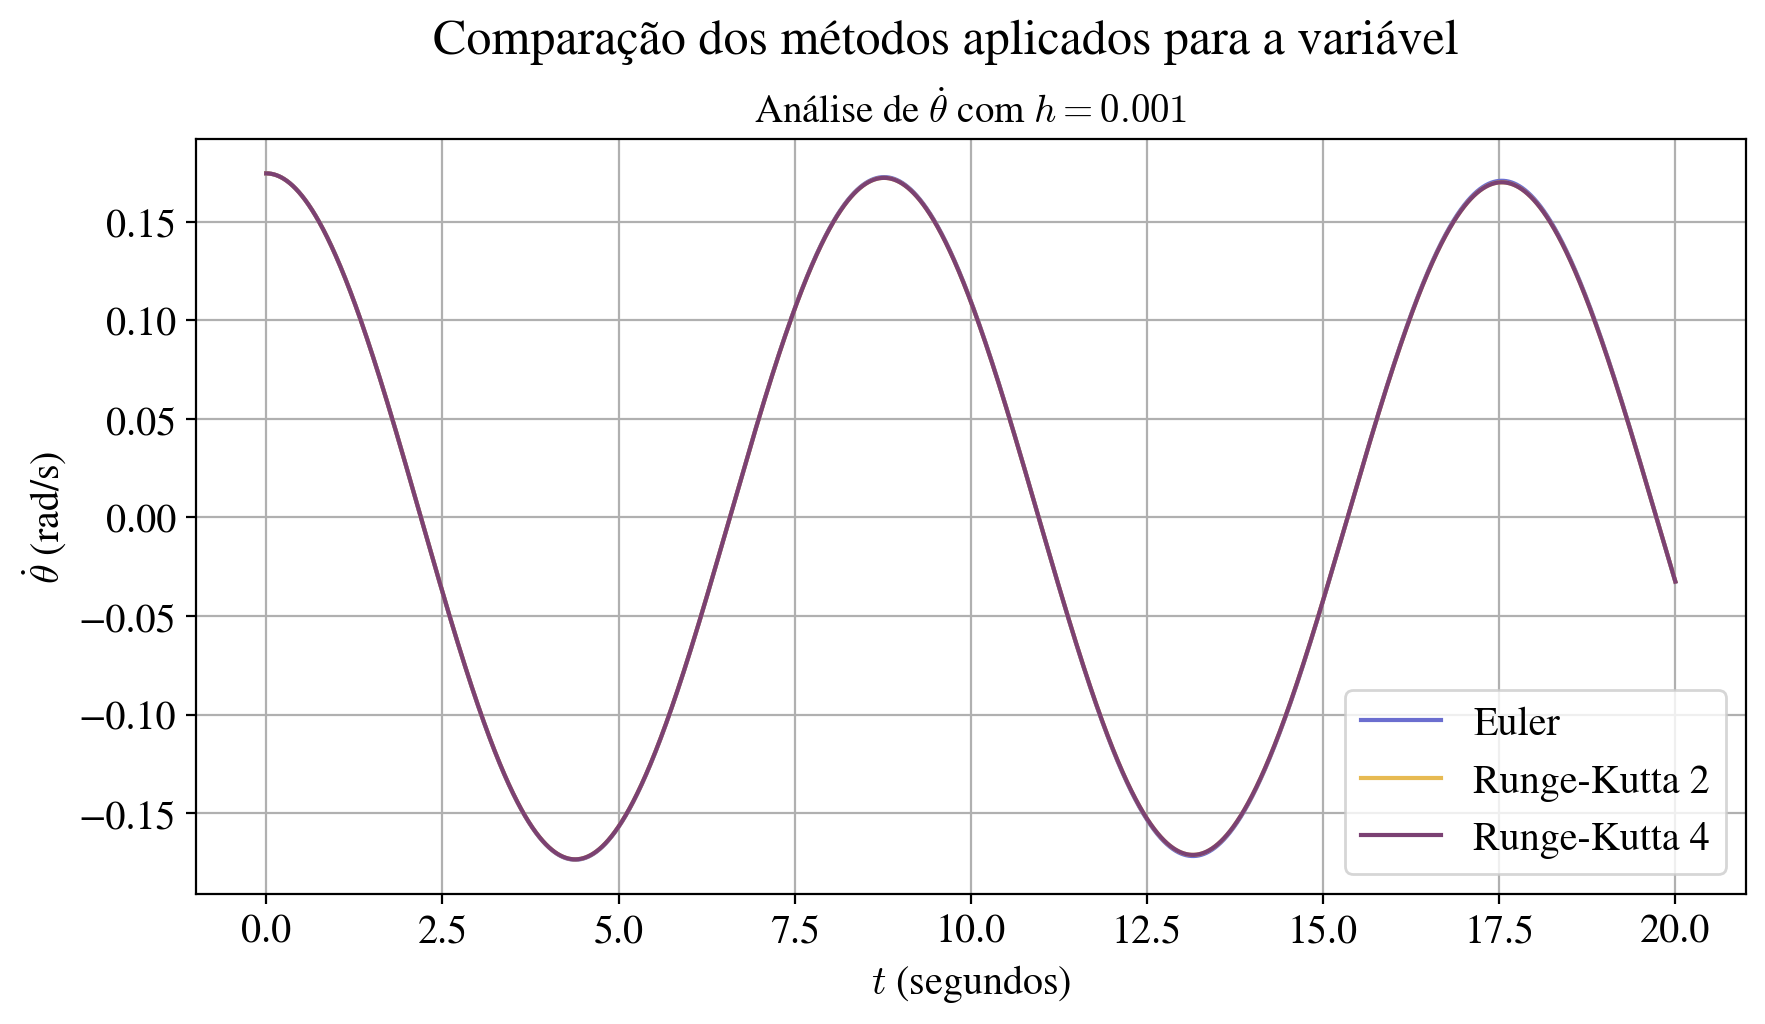 Comparação dos métodos aplicados para a variável
Análise de θ̇ com h = 0.001
0.15
0.10
0.05
0.00
−0.05
−0.10
−0.15
θ̇ (rad/s)
Euler
Runge-Kutta 2
Runge-Kutta 4
0.0 2.5 5.0 7.5 10.0 12.5 15.0 17.5 20.0
t (segundos)